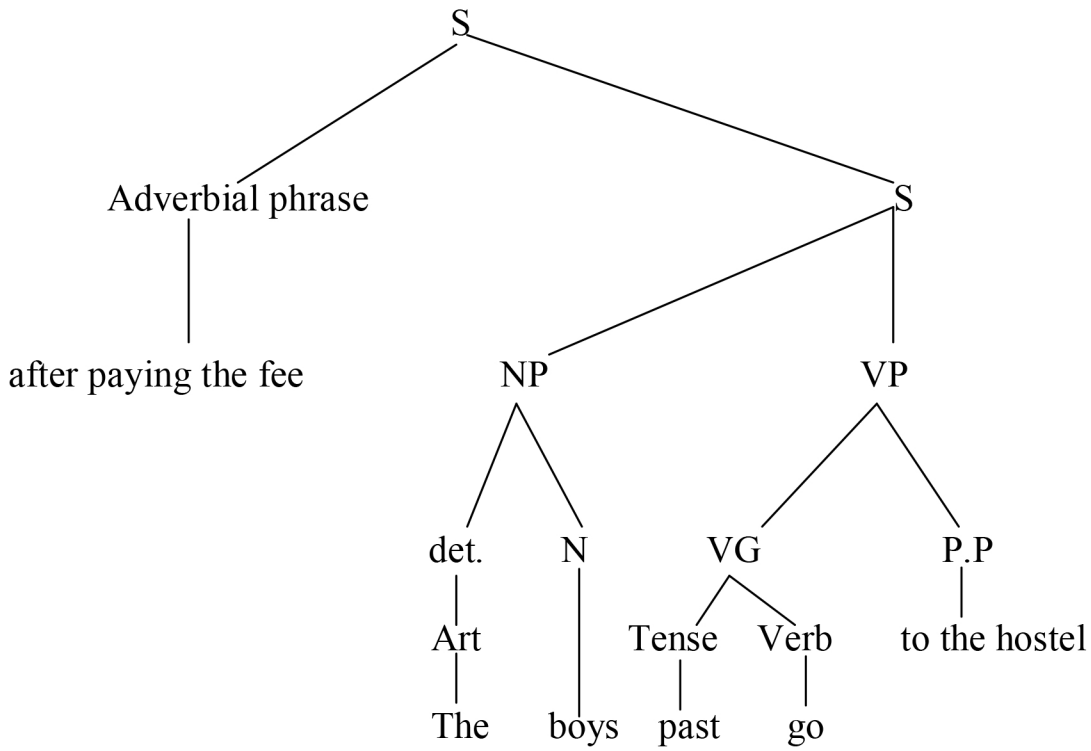 S
Adverbial phrase S
after paying the fee NP VP
det. N VG P.P
Art Tense Verb to the hostel
The boys past go